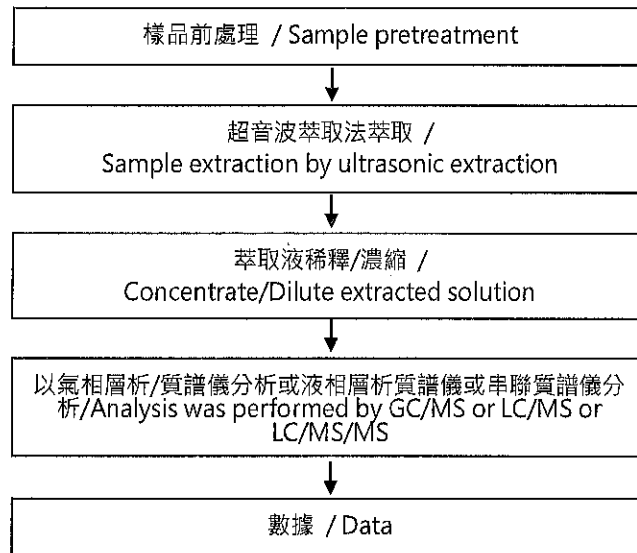 樣品前處理 / Sample pretreatment
超音波萃取法萃取 /
Sample extraction by ultrasonic extraction
萃取液稀釋/濃縮 /
Concentrate/Dilute extracted solution
以氣相層析/質譜儀分析或液相層析質譜儀或串聯質譜儀分
析/Analysis was performed by GC/MS or LC/MS or
LC/MS/MS
數據 / Data